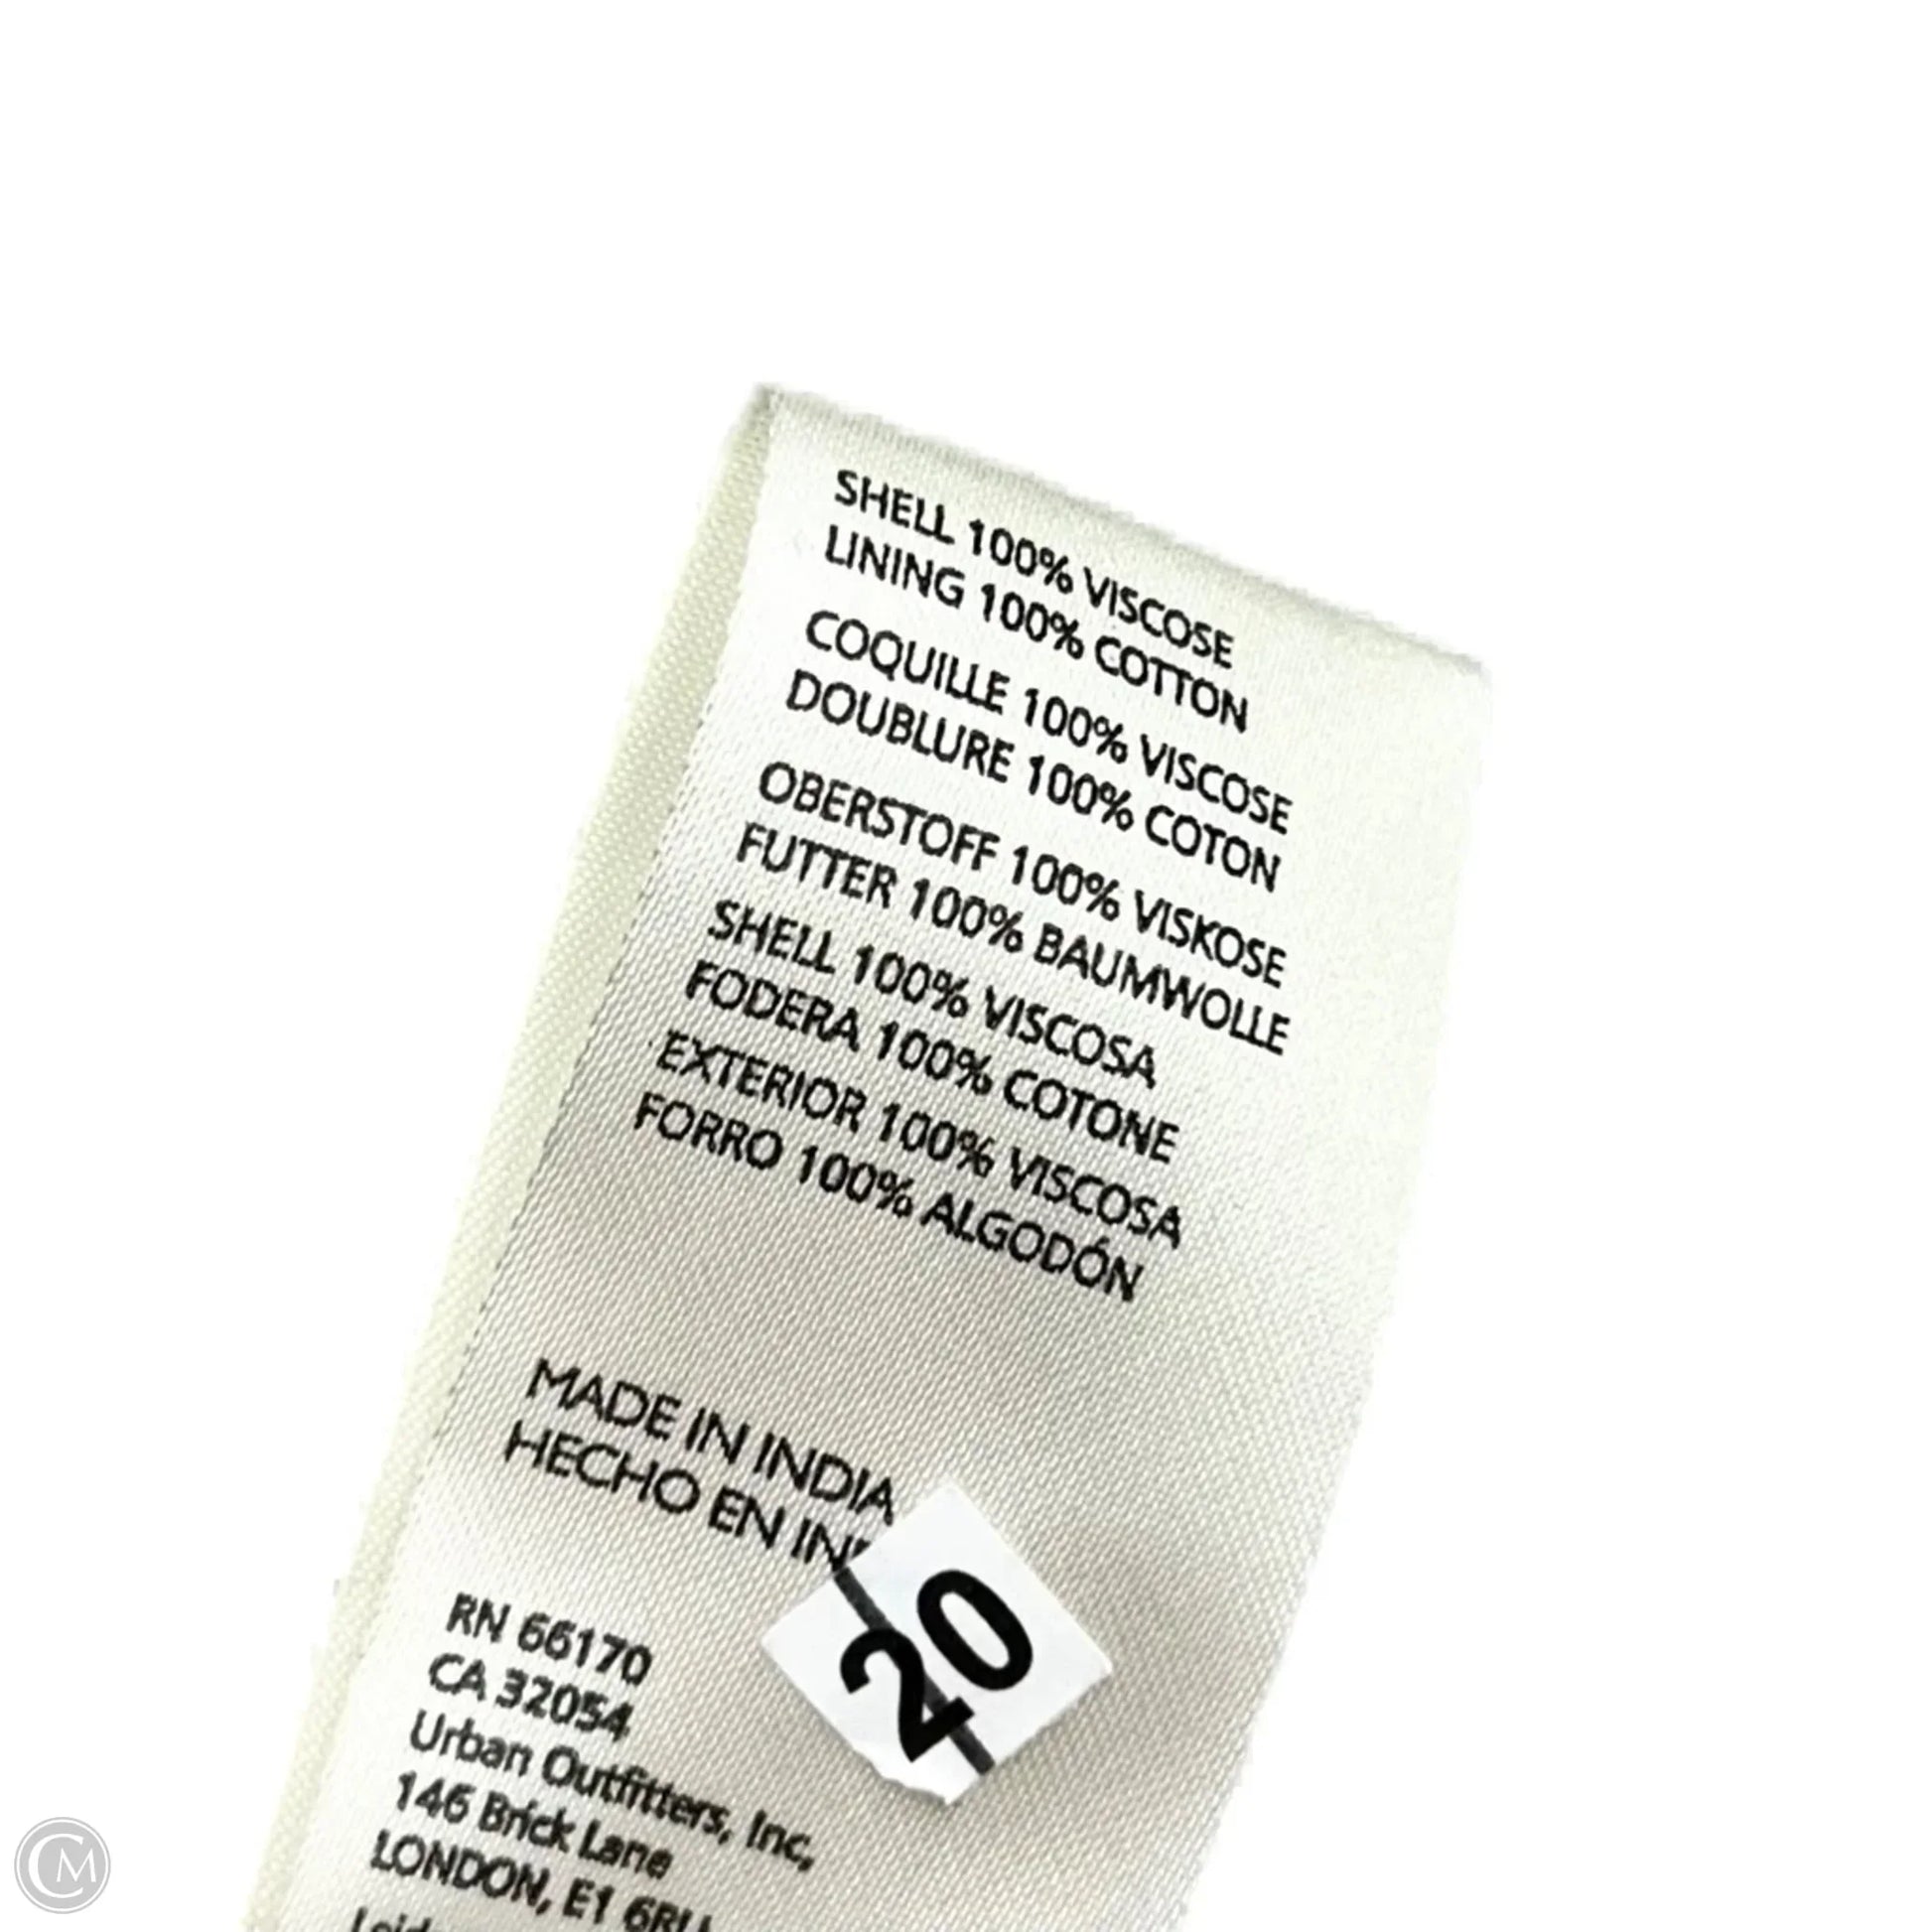 SHELL 100% VISCOSE
LINING 100% COTTON
COQUILLE 100% VISCOSE
DOUBLURE 100% COTON
OBERSTOFF 100% VISKOSE
FUTTER 100% BAUMWOLLE
SHELL 100% VISCOSA
FODERA 100% COTONE
EXTERIOR 100% VISCOSA
FORRO 100% ALGODÓN
MADE IN INDIA
HECHO EN
20
RN 66170
CA 32054
Urban Outfitters, Inc,
146 Brick Lane
LONDON, E1
CM